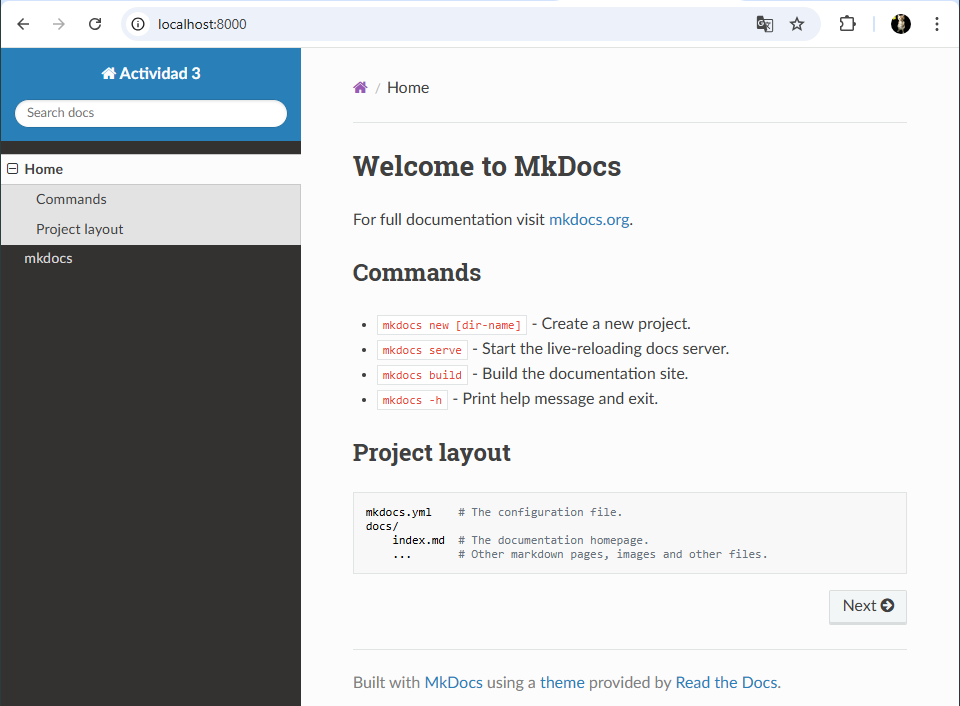 localhost:8000
Actividad 3
Search docs
Home
Commands
Project layout
mkdocs
/ Home
Welcome to MkDocs
For full documentation visit mkdocs.org.
Commands
• mkdocs new [dir-name] - Create a new project.
• mkdocs serve - Start the live-reloading docs server.
• mkdocs build - Build the documentation site.
• mkdocs -h - Print help message and exit.
Project layout
mkdocs.yml    # The configuration file.
docs/
    index.md  # The documentation homepage.
    ...       # Other markdown pages, images and other files.
Next
Built with MkDocs using a theme provided by Read the Docs.